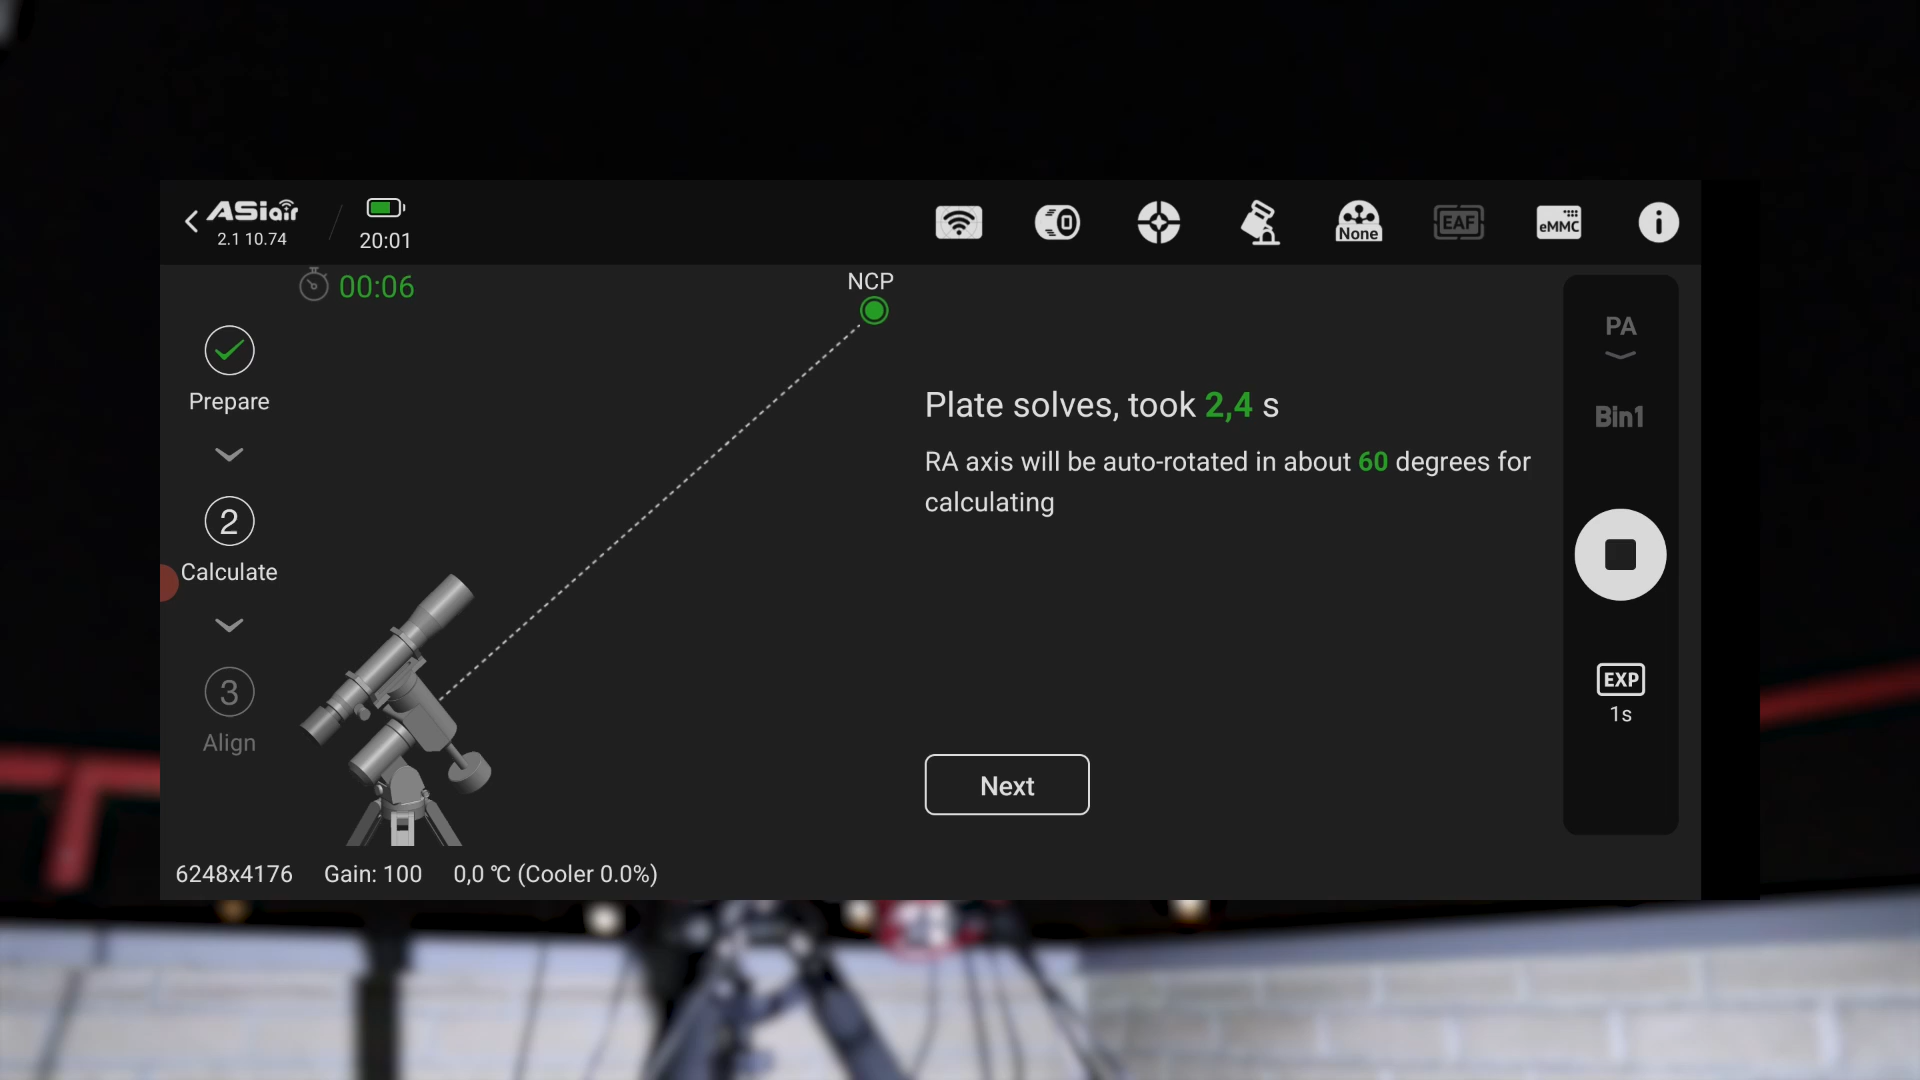 ASiair
2.1 10.74
20:01
None
EAF
eMMC
00:06
NCP
Prepare
2
Calculate
3
Align
Plate solves, took 2,4 s
RA axis will be auto-rotated in about 60 degrees for
calculating
Next
PA
Bin1
EXP
1s
6248x4176
Gain: 100
0,0 ℃ (Cooler 0.0%)